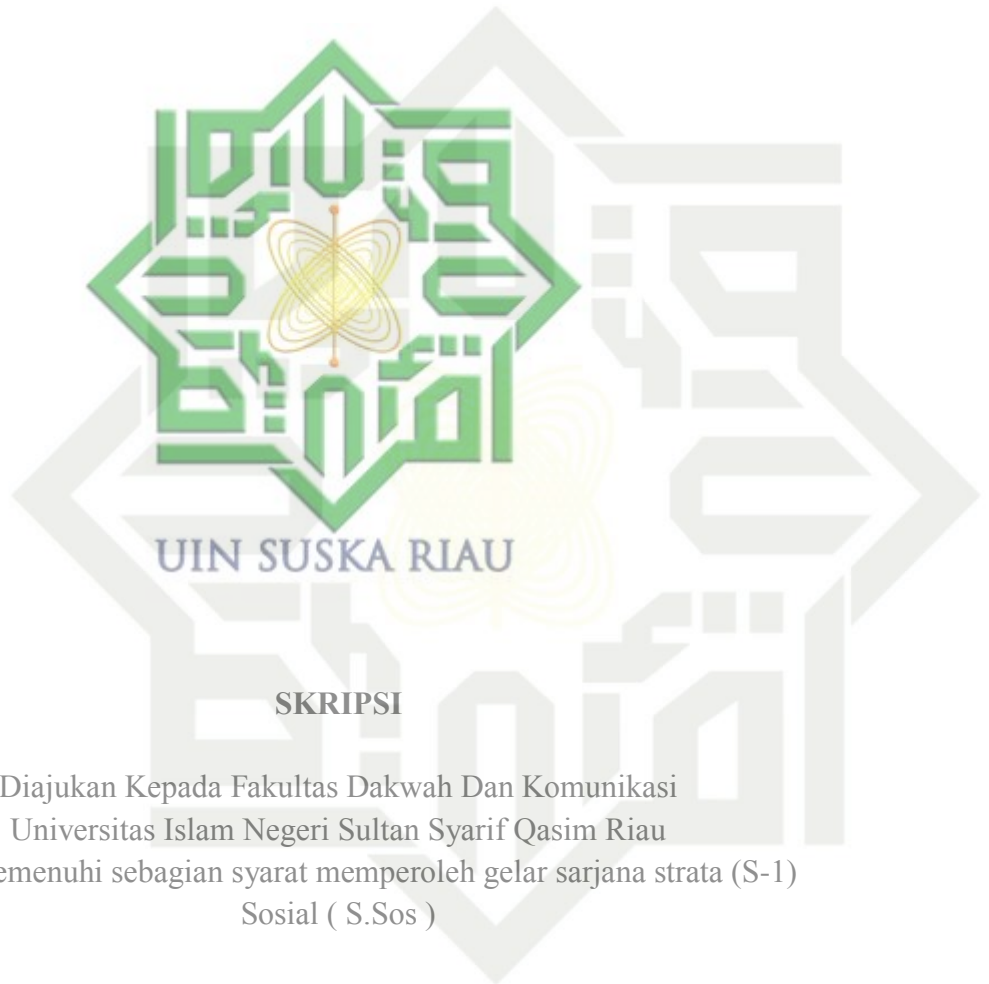 UIN SUSKA RIAU
SKRIPSI
Diajukan Kepada Fakultas Dakwah Dan Komunikasi
Universitas Islam Negeri Sultan Syarif Qasim Riau
emenuhi sebagian syarat memperoleh gelar sarjana strata (S-1)
Sosial ( S.Sos )